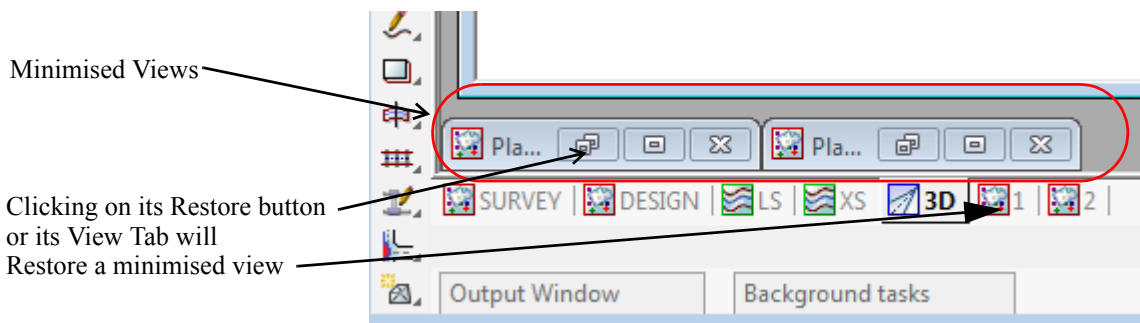 Minimised Views
Pla... Pla...
Clicking on its Restore button
or its View Tab will
Restore a minimised view
SURVEY | DESIGN | LS | XS 3D 1 | 2 |
Output Window Background tasks